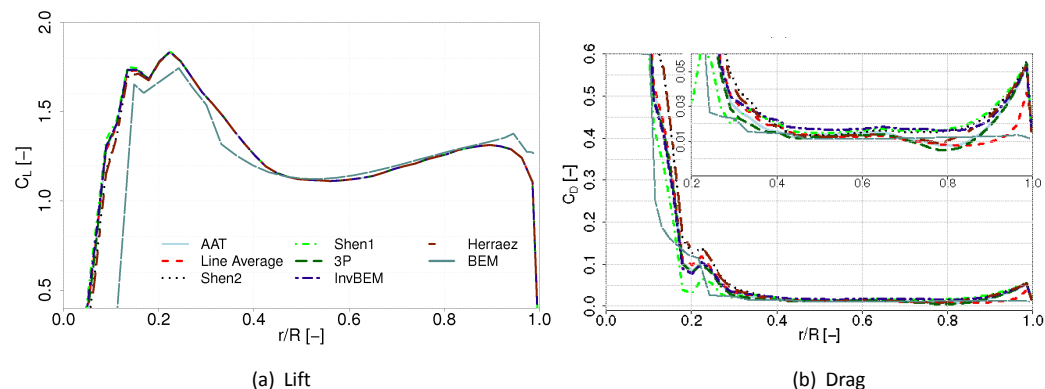 2.0
1.5
1.0
0.5
C_L [−]
AAT
Line Average
Shen2
Shen1
3P
InvBEM
Herraez
BEM
0.0 0.2 0.4 0.6 0.8 1.0
r/R [−]
(a) Lift
0.6
0.5
0.4
0.3
0.2
0.1
0.0
C_D [−]
0.05
0.03
0.01
0.2 0.4 0.6 0.8 1.0
0.0 0.2 0.4 0.6 0.8 1.0
r/R [−]
(b) Drag